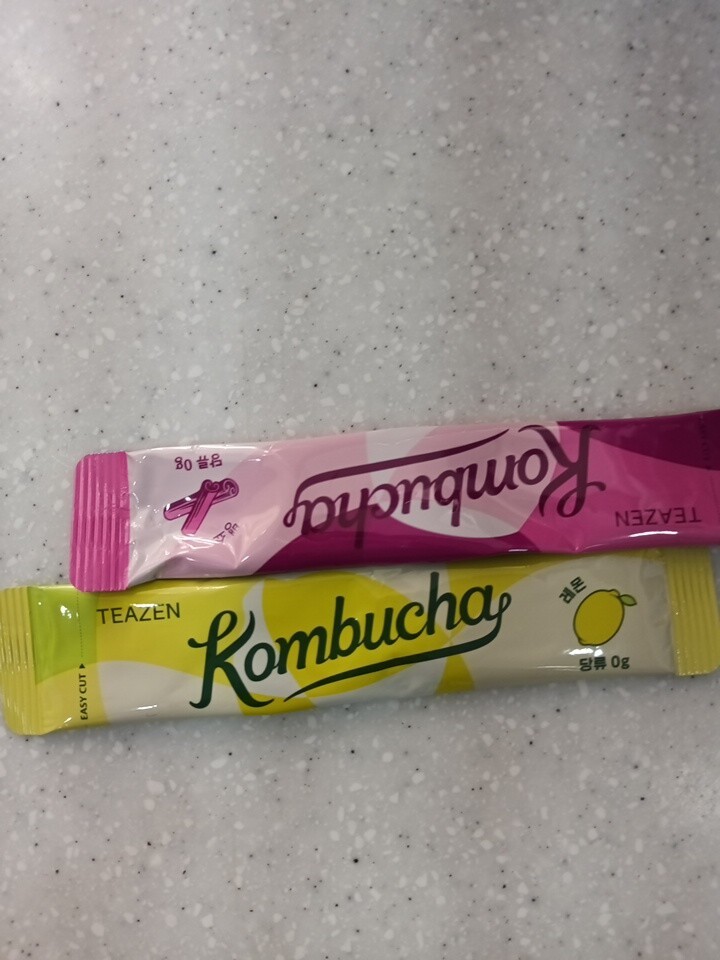 TEAZEN
Kombucha
당류 0g
EASY CUT
TEAZEN
Kombucha
레몬
당류 0g